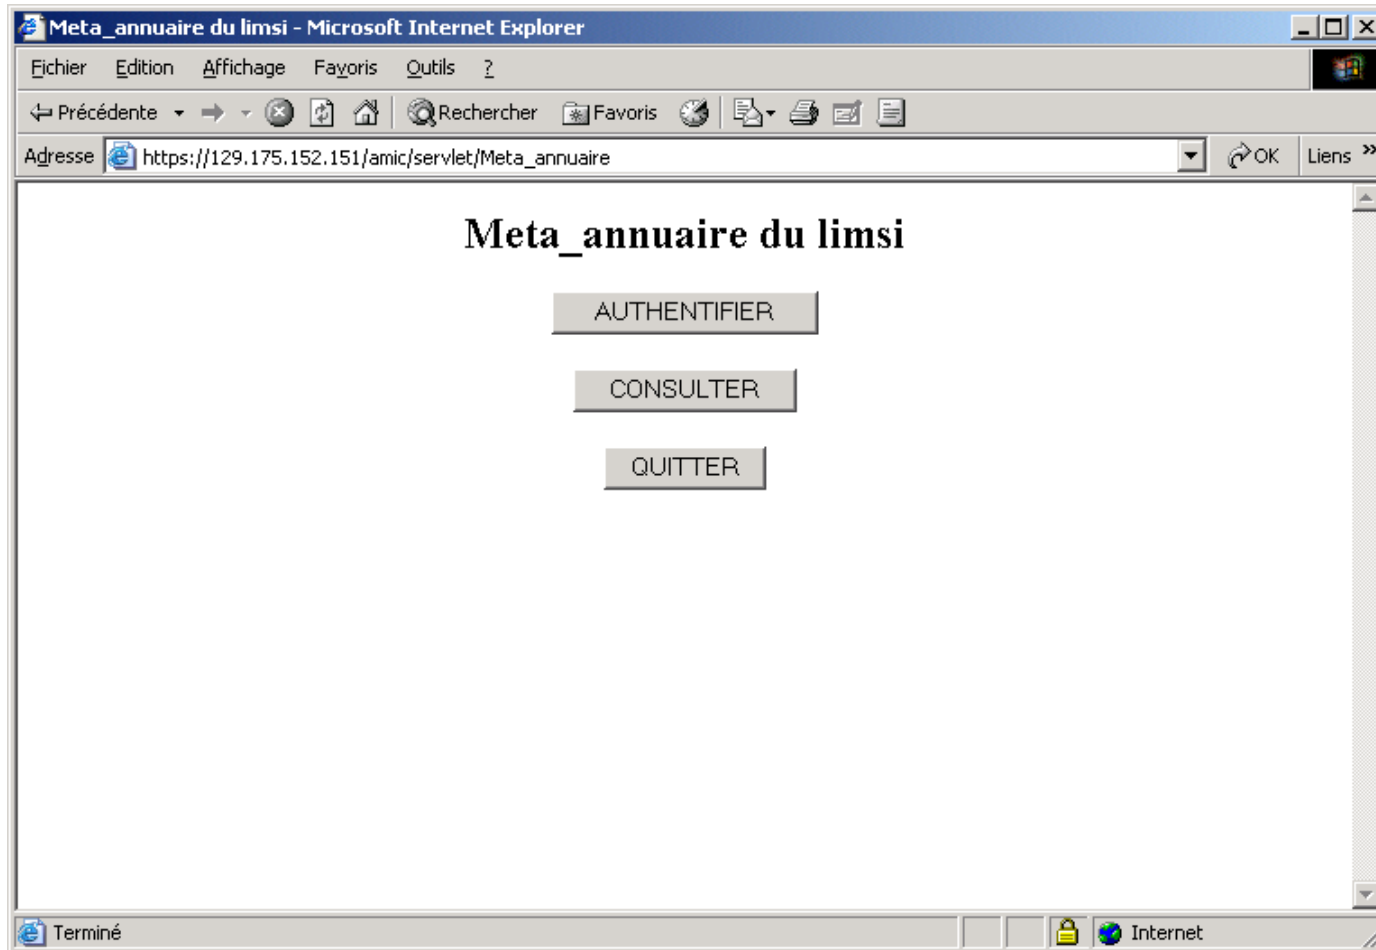 Meta_annuaire du limsi - Microsoft Internet Explorer
Fichier Edition Affichage Favoris Outils ?
Précédente Rechercher Favoris
Adresse https://129.175.152.151/amic/servlet/Meta_annuaire OK Liens »
Meta_annuaire du limsi
AUTHENTIFIER
CONSULTER
QUITTER
Terminé Internet